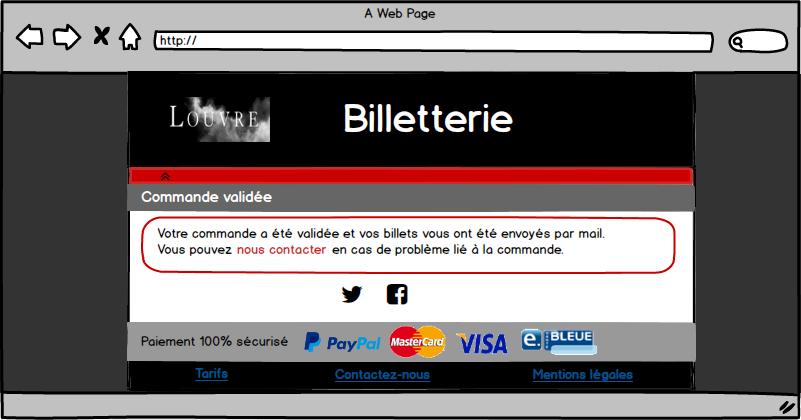 A Web Page
http://
LOUVRE
Billetterie
Commande validée
Votre commande a été validée et vos billets vous ont été envoyés par mail.
Vous pouvez nous contacter en cas de problème lié à la commande.
Paiement 100% sécurisé PayPal MasterCard VISA e. BLEUE
Tarifs Contactez-nous Mentions légales